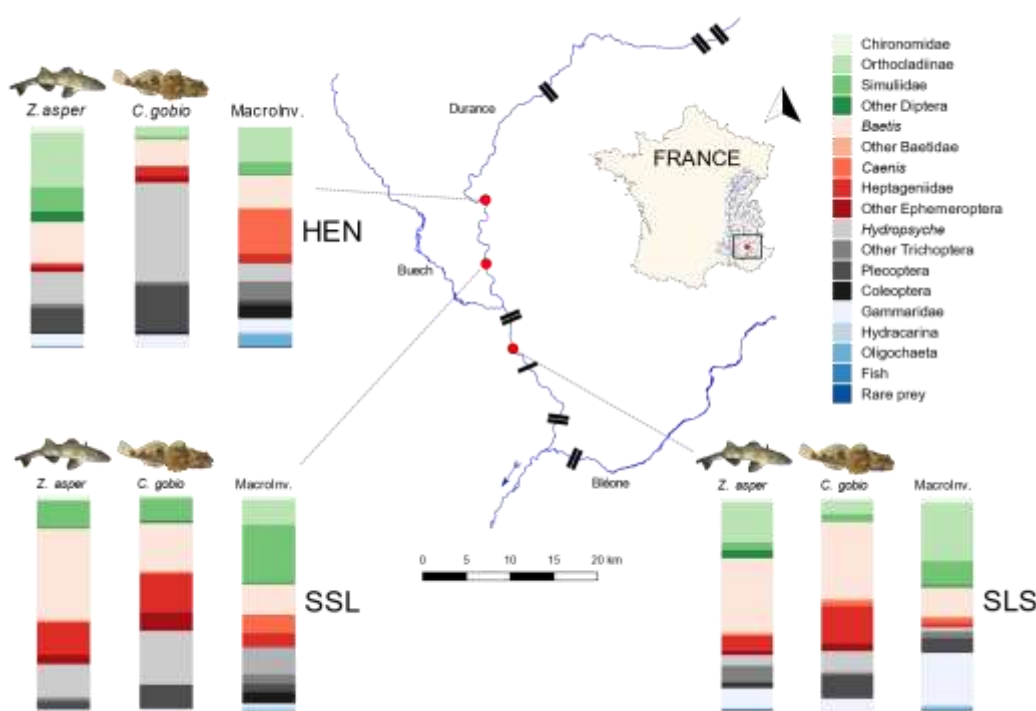 Z. asper
C. gobio
MacroInv.
HEN
Durance
Buech
FRANCE
Chironomidae
Orthocladiinae
Simuliidae
Other Diptera
Baetis
Other Baetidae
Caenis
Heptageniidae
Other Ephemeroptera
Hydropsyche
Other Trichoptera
Plecoptera
Coleoptera
Gammaridae
Hydracarina
Oligochaeta
Fish
Rare prey
Z. asper
C. gobio
MacroInv.
SSL
Bléone
0 5 10 15 20 km
Z. asper
C. gobio
MacroInv.
SLS